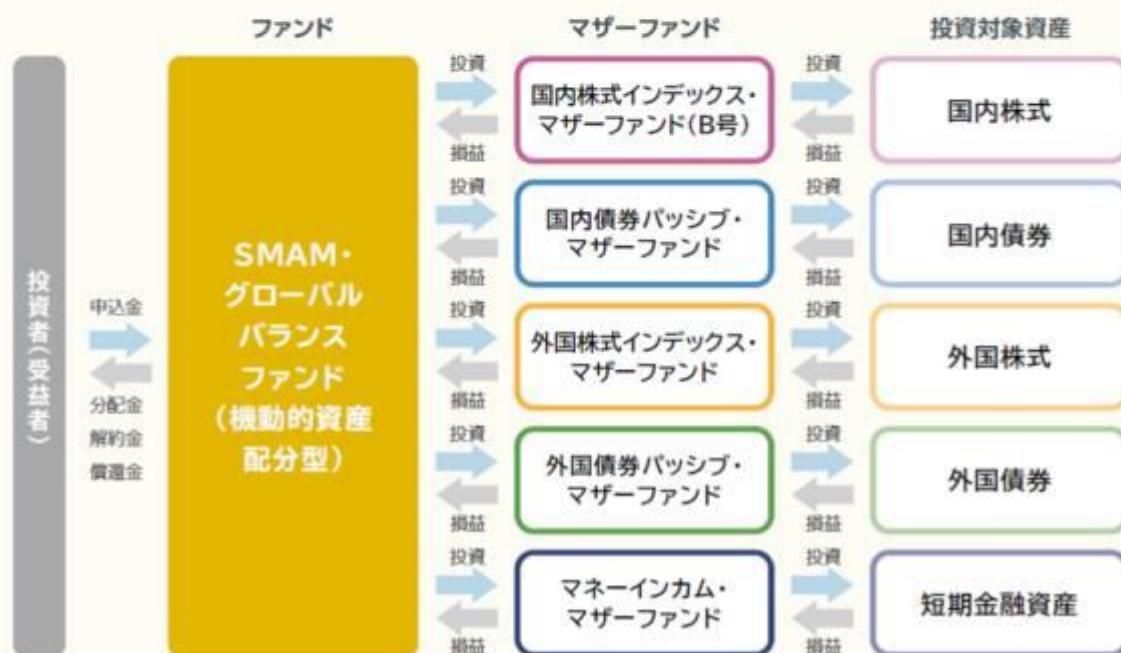 ファンド
マザーファンド
投資対象資産
投資者(受益者)
申込金
分配金
解約金
償還金
SMAM・
グローバル
バランス
ファンド
(機動的資産
配分型)
投資
損益
国内株式インデックス・
マザーファンド(B号)
投資
損益
国内株式
投資
損益
国内債券パッシブ・
マザーファンド
投資
損益
国内債券
投資
損益
外国株式インデックス・
マザーファンド
投資
損益
外国株式
投資
損益
外国債券パッシブ・
マザーファンド
投資
損益
外国債券
投資
損益
マネーインカム・
マザーファンド
投資
損益
短期金融資産